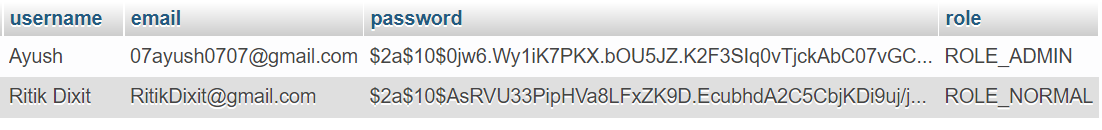 username email password role
Ayush 07ayush0707@gmail.com $2a$10$0jw6.Wy1iK7PKX.bOU5JZ.K2F3SIq0vTjckAbC07vGC... ROLE_ADMIN
Ritik Dixit RitikDixit@gmail.com $2a$10$AsRVU33PipHVa8LFxZK9D.EcubhdA2C5CbjKDi9uj/j... ROLE_NORMAL